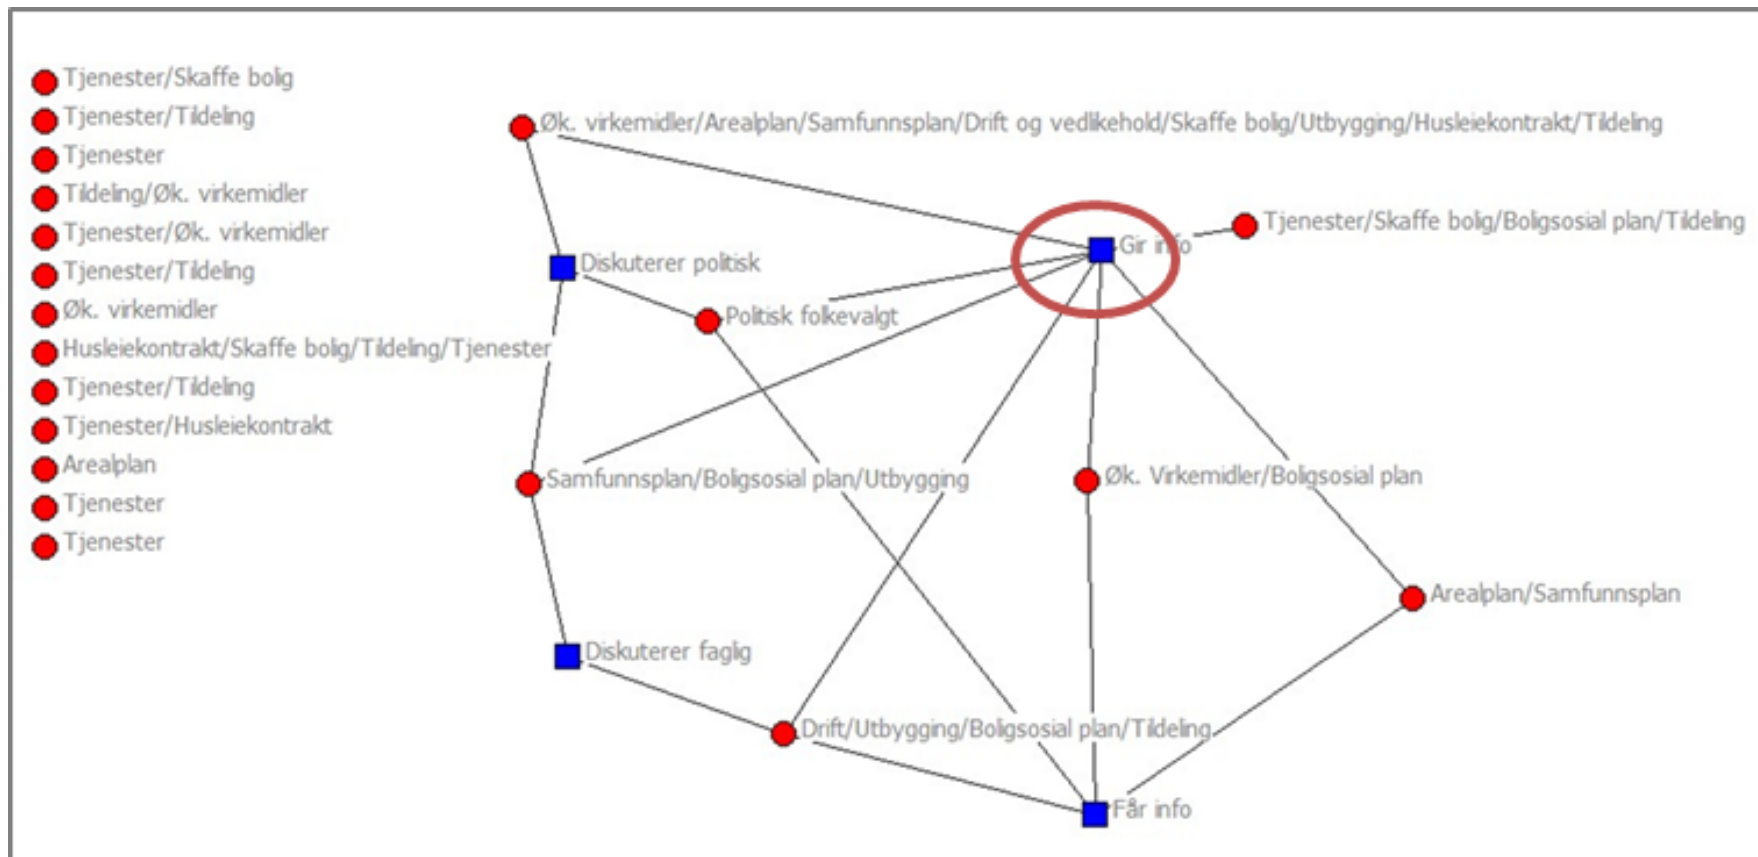 Tjenester/Skaffe bolig
Tjenester/Tildeling
Tjenester
Tildeling/Øk. virkemidler
Tjenester/Øk. virkemidler
Tjenester/Tildeling
Øk. virkemidler
Husleiekontrakt/Skaffe bolig/Tildeling/Tjenester
Tjenester/Tildeling
Tjenester/Husleiekontrakt
Arealplan
Tjenester
Tjenester
Øk. virkemidler/Arealplan/Samfunnsplan/Drift og vedlikehold/Skaffe bolig/Utbygging/Husleiekontrakt/Tildeling
Tjenester/Skaffe bolig/Boligsosial plan/Tildeling
Gir info
Diskuterer politisk
Politisk folkevalgt
Samfunnsplan/Boligsosial plan/Utbygging
Øk. Virkemidler/Boligsosial plan
Arealplan/Samfunnsplan
Diskuterer faglig
Drift/Utbygging/Boligsosial plan/Tildeling
Får info